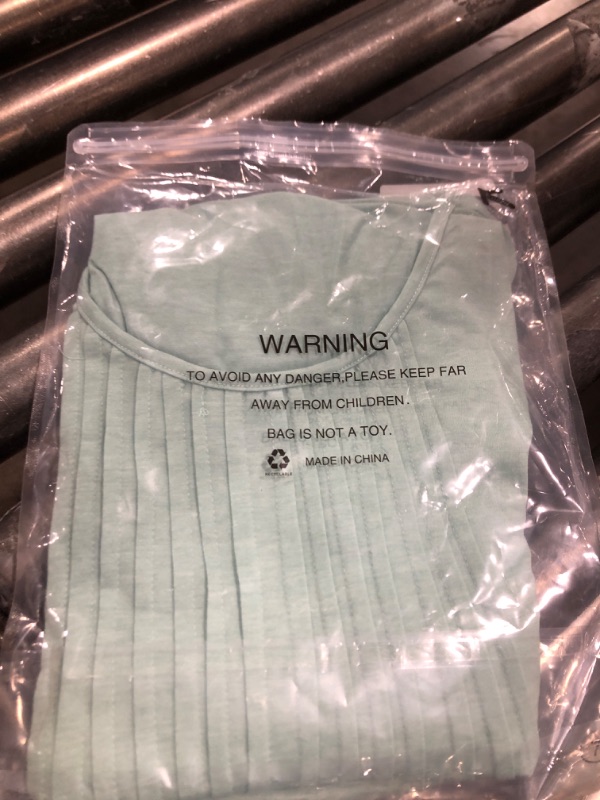 WARNING
TO AVOID ANY DANGER,PLEASE KEEP FAR
AWAY FROM CHILDREN.
BAG IS NOT A TOY.
MADE IN CHINA